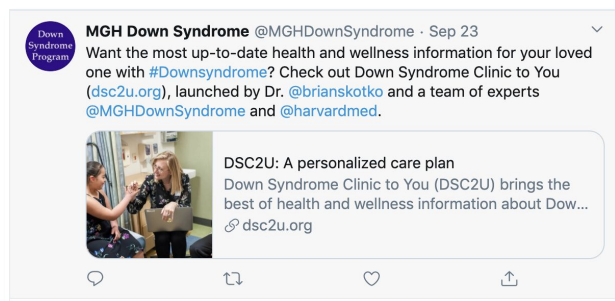 Down
Syndrome
Program
MGH Down Syndrome @MGHDownSyndrome · Sep 23
Want the most up-to-date health and wellness information for your loved
one with #Downsyndrome? Check out Down Syndrome Clinic to You
(dsc2u.org), launched by Dr. @brianskotko and a team of experts
@MGHDownSyndrome and @harvardmed.
DSC2U: A personalized care plan
Down Syndrome Clinic to You (DSC2U) brings the
best of health and wellness information about Dow...
dsc2u.org